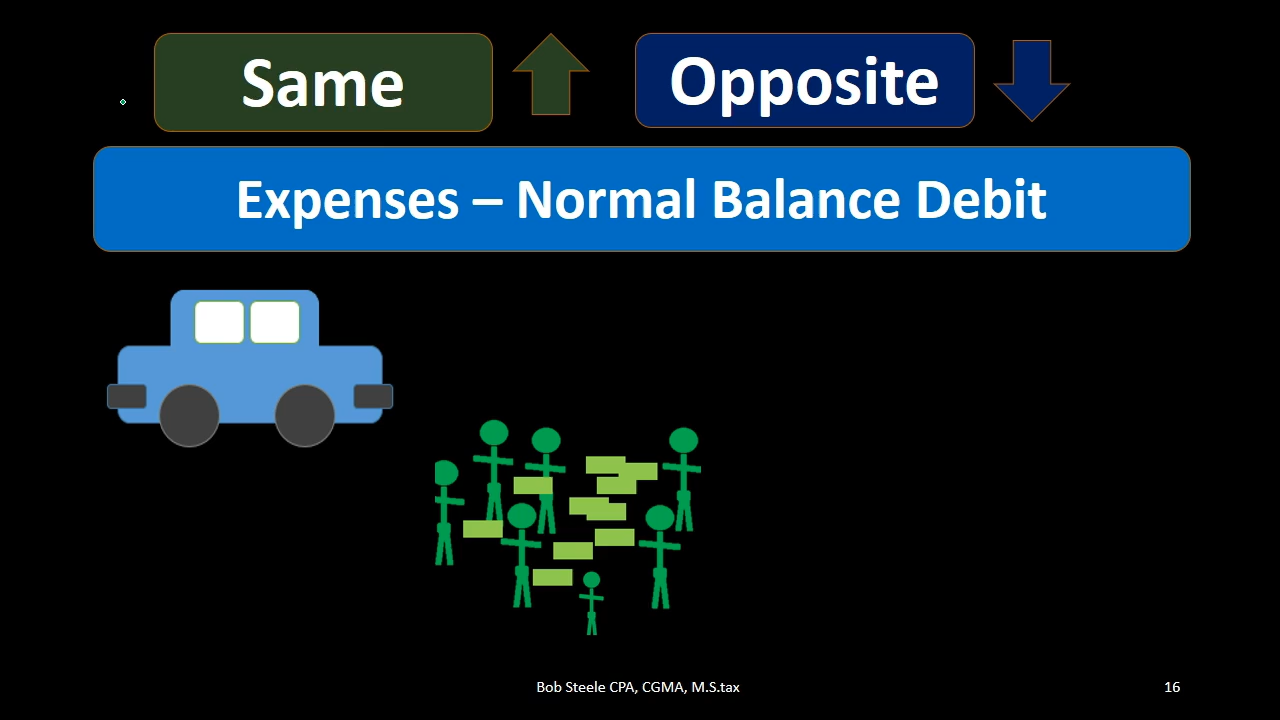 Same
Opposite
Expenses – Normal Balance Debit
Bob Steele CPA, CGMA, M.S.tax
16